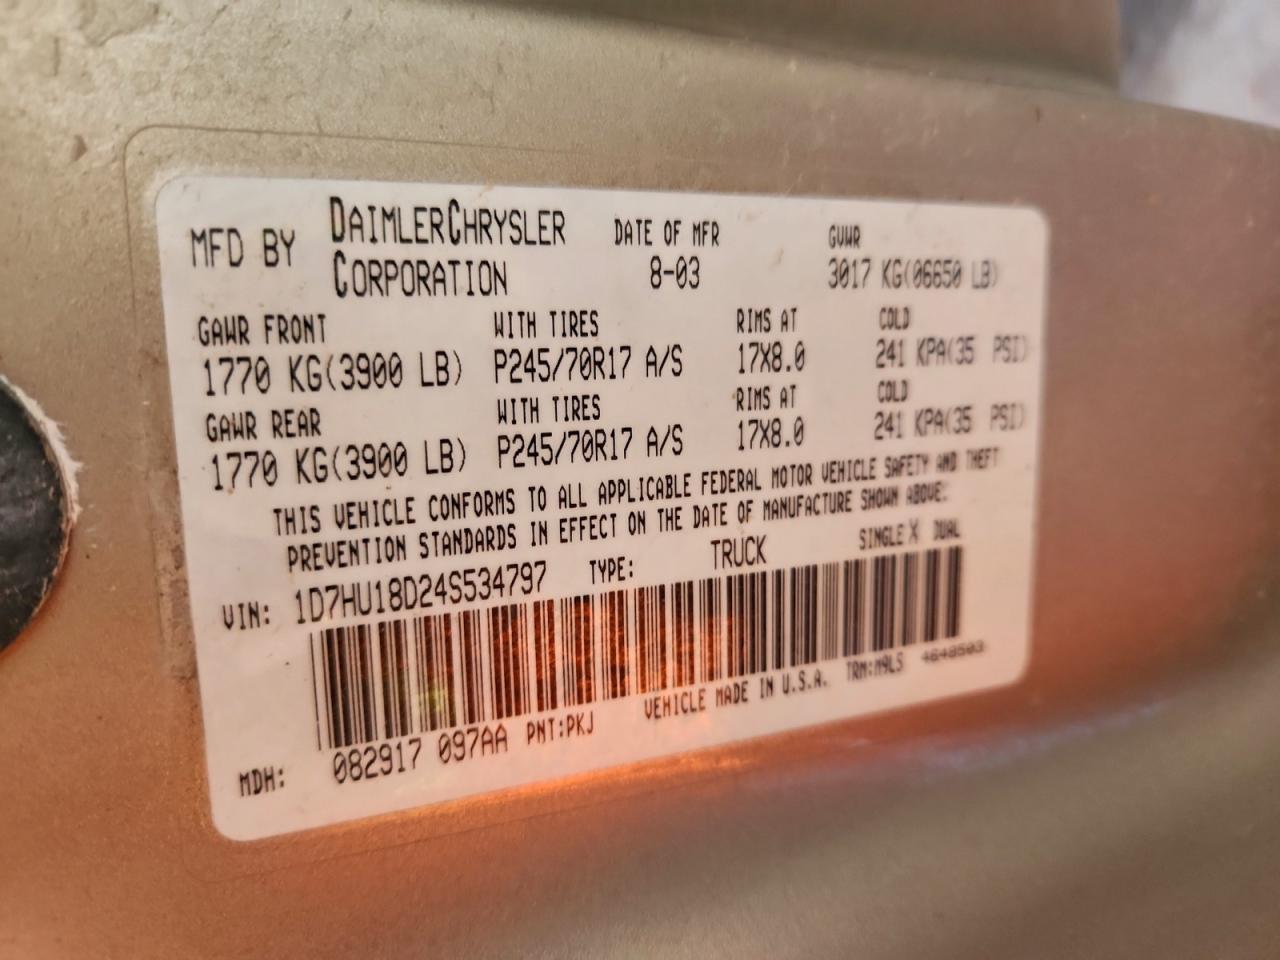 MFD BY DAIMLERCHRYSLER CORPORATION DATE OF MFR 8-03 GVWR 3017 KG(06650 LB)
GAWR FRONT WITH TIRES RIMS AT COLD
1770 KG(3900 LB) P245/70R17 A/S 17X8.0 241 KPA(35 PSI)
GAWR REAR WITH TIRES RIMS AT COLD
1770 KG(3900 LB) P245/70R17 A/S 17X8.0 241 KPA(35 PSI)
THIS VEHICLE CONFORMS TO ALL APPLICABLE FEDERAL MOTOR VEHICLE SAFETY AND THEFT
PREVENTION STANDARDS IN EFFECT ON THE DATE OF MANUFACTURE SHOWN ABOVE:
VIN: 1D7HU18D24S534797 TYPE: TRUCK SINGLE X DUAL
MDH: 082917 097AA PNT:PKJ VEHICLE MADE IN U.S.A. TRM:M9L5